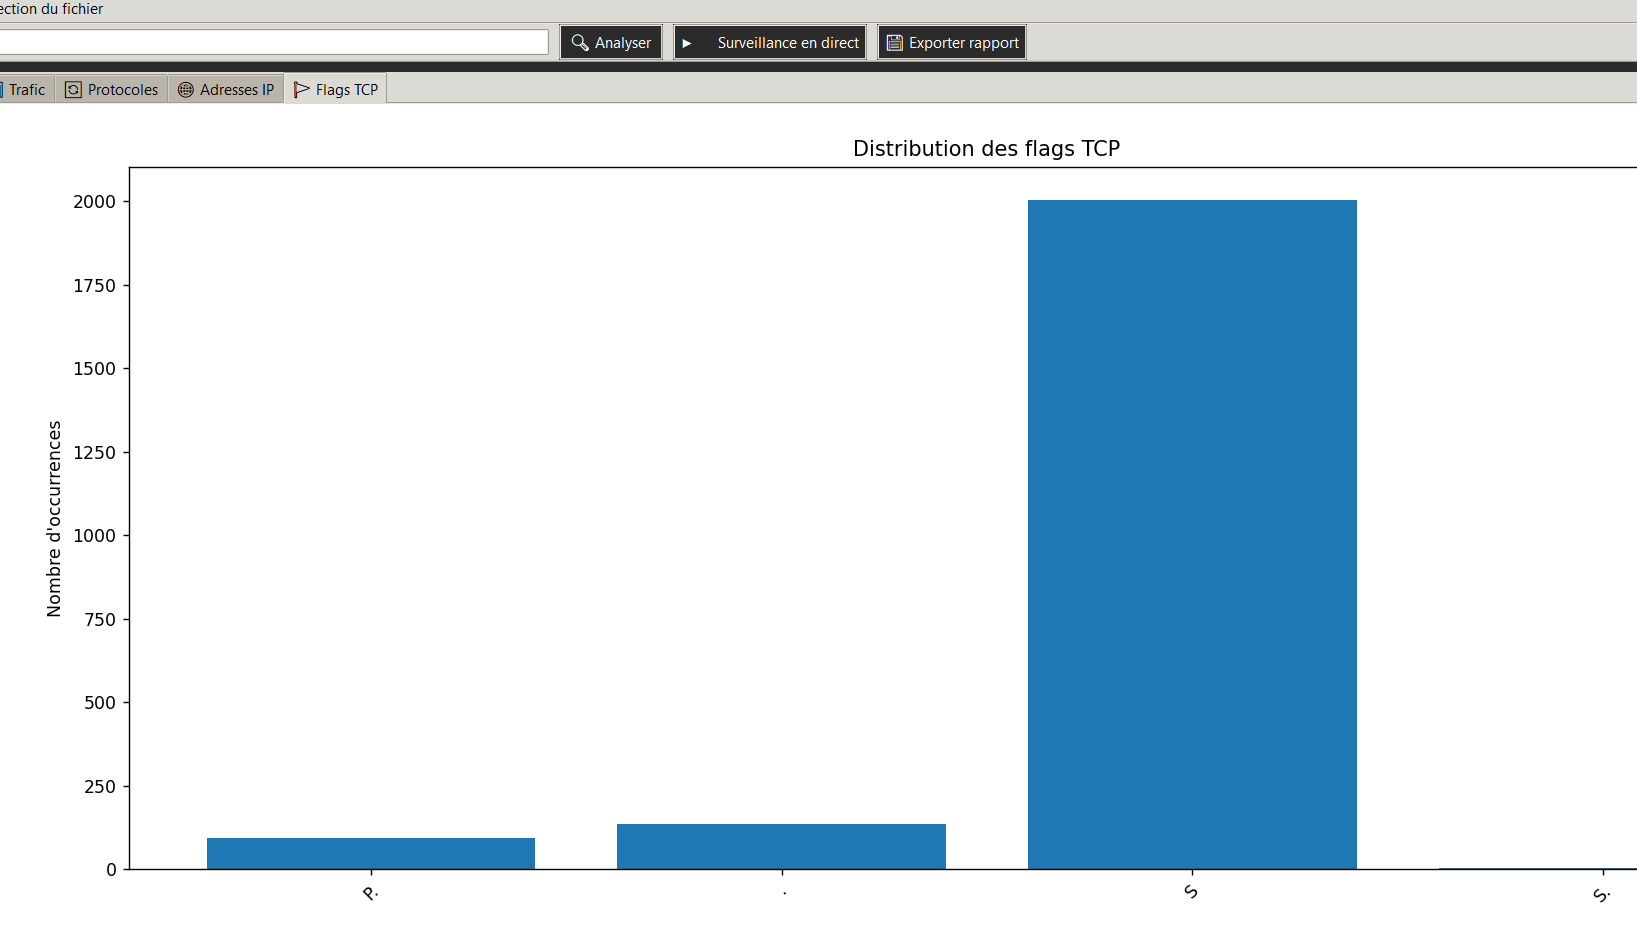 ection du fichier
Analyser
Surveillance en direct
Exporter rapport
Trafic
Protocoles
Adresses IP
Flags TCP
Distribution des flags TCP
Nombre d'occurrences
2000
1750
1500
1250
1000
750
500
250
0
P.
.
S
S.